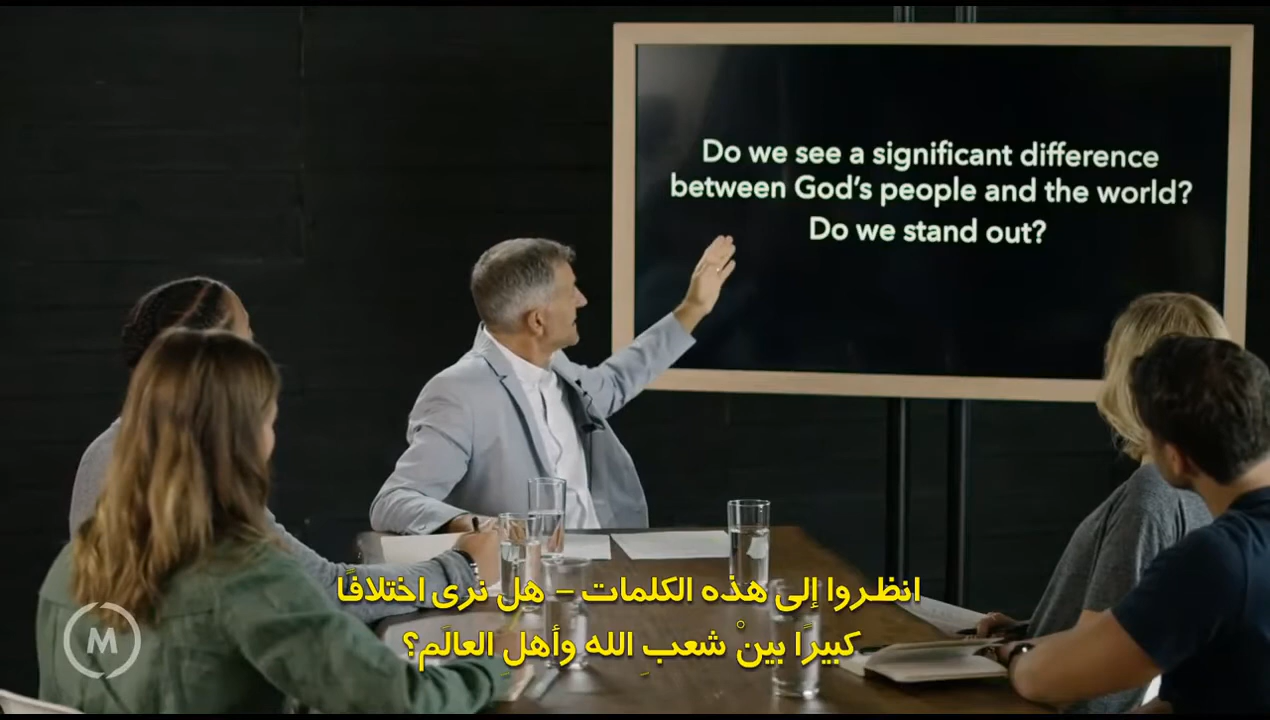 Do we see a significant difference
between God's people and the world?
Do we stand out?
انظروا إلى هذه الكلمات – هل نرى اختلافًا
كبيرًا بينْ شعبِ الله وأهلِ العالَم؟
M